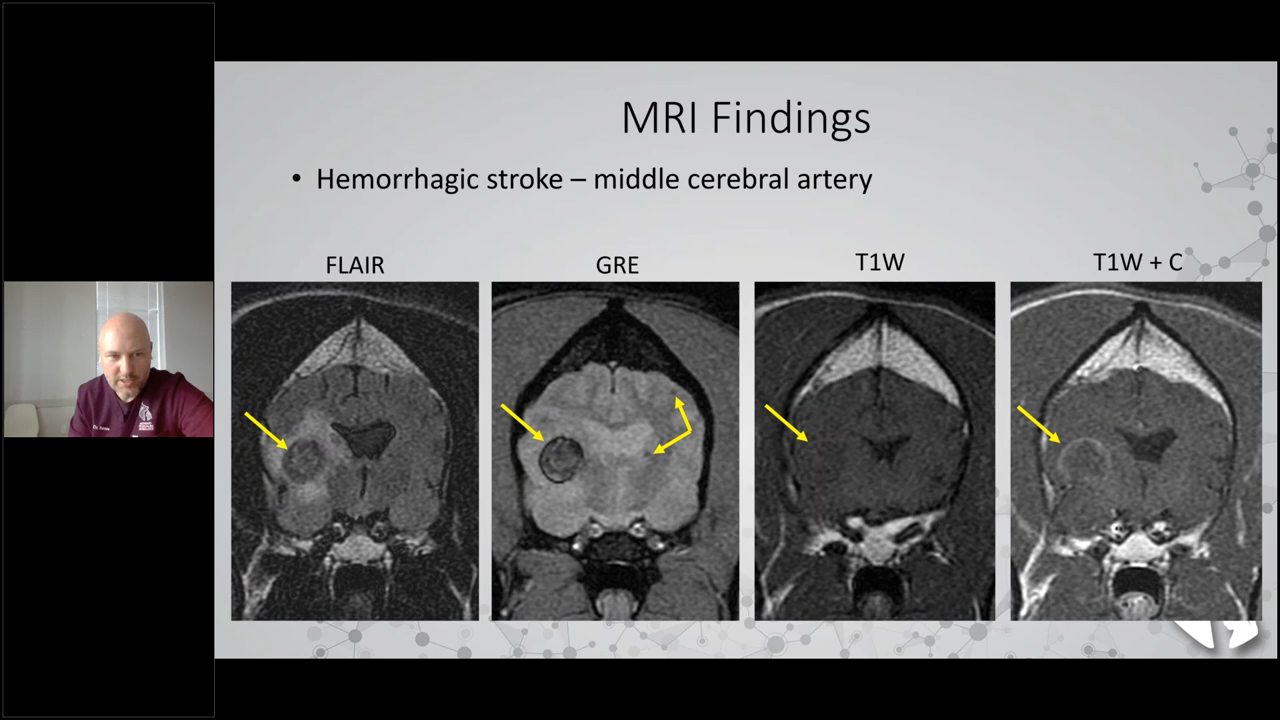 MRI Findings
• Hemorrhagic stroke – middle cerebral artery
FLAIR
GRE
T1W
T1W + C